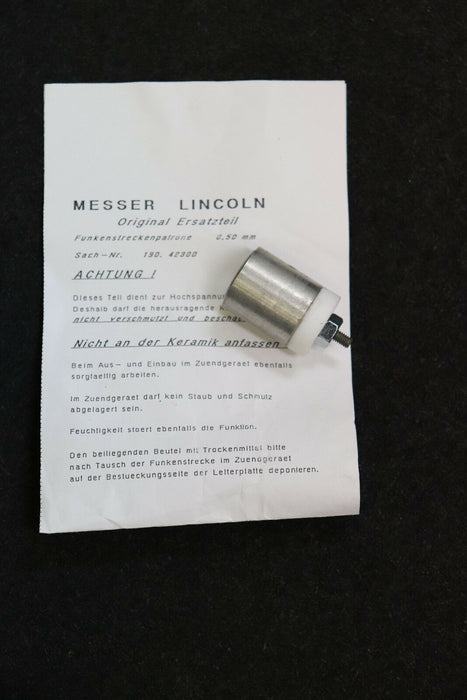 MESSER LINCOLN
Original Ersatzteil
Funkenstreckenpatrone 0,50 mm
Sach-Nr. 190. 42300
ACHTUNG !
Dieses Teil dient zur Hochspannu
Deshalb darf die herausragende K
nicht verschmutzt und bescha
Nicht an der Keramik anfassen
Beim Aus- und Einbau im Zuendgeraet ebenfalls
sorgfaeltig arbeiten.
Im Zuendgeraet darf kein Staub und Schmutz
abgelagert sein.
Feuchtigkeit stoert ebenfalls die Funktion.
Den beiliegenden Beutel mit Trockenmittel bitte
nach Tausch der Funkenstrecke im Zuendgeraet
auf der Bestueckungsseite der Leiterplatte deponieren.